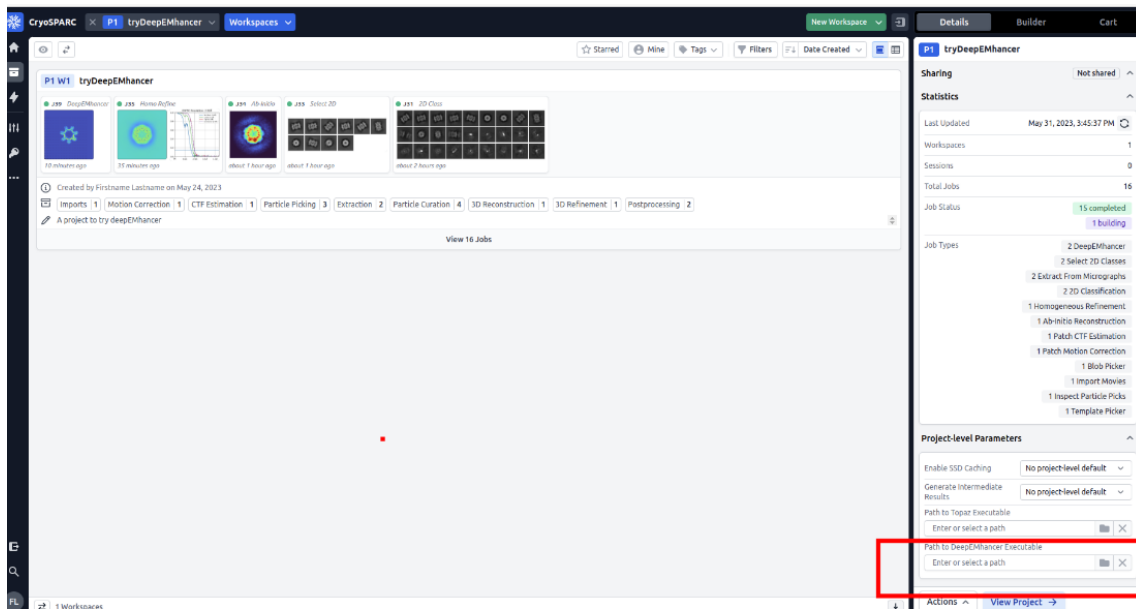 CryoSPARC P1 tryDeepEMhancer Workspaces New Workspace Details Builder Cart
Starred Mine Tags Filters Date Created
P1 W1 tryDeepEMhancer
J59 DeepEMhancer J55 Homo Refine J54 Ab-initio J53 Select 2D J51 2D Class
10 minutes ago 35 minutes ago about 1 hour ago about 1 hour ago about 2 hours ago
Created by Firstname Lastname on May 24, 2023
Imports 1 Motion Correction 1 CTF Estimation 1 Particle Picking 3 Extraction 2 Particle Curation 4 3D Reconstruction 1 3D Refinement 1 Postprocessing 2
A project to try deepEMhancer
View 16 Jobs
P1 tryDeepEMhancer
Sharing Not shared
Statistics
Last Updated May 31, 2023, 3:45:37 PM
Workspaces 1
Sessions 0
Total Jobs 16
Job Status 15 completed
1 building
Job Types 2 DeepEMhancer
2 Select 2D Classes
2 Extract From Micrographs
2 2D Classification
1 Homogeneous Refinement
1 Ab-Initio Reconstruction
1 Patch CTF Estimation
1 Patch Motion Correction
1 Blob Picker
1 Import Movies
1 Inspect Particle Picks
1 Template Picker
Project-level Parameters
Enable SSD Caching No project-level default
Generate Intermediate
Results No project-level default
Path to Topaz Executable
Enter or select a path
Path to DeepEMhancer Executable
Enter or select a path
FL 1 Workspaces Actions View Project